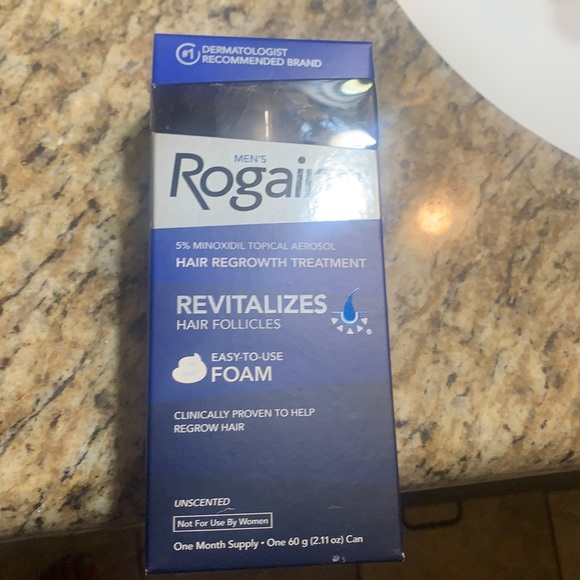 #1 DERMATOLOGIST
RECOMMENDED BRAND
MEN'S
Rogaine
5% MINOXIDIL TOPICAL AEROSOL
HAIR REGROWTH TREATMENT
REVITALIZES
HAIR FOLLICLES
®
EASY-TO-USE
FOAM
CLINICALLY PROVEN TO HELP
REGROW HAIR
UNSCENTED
Not For Use By Women
One Month Supply • One 60 g (2.11 oz) Can